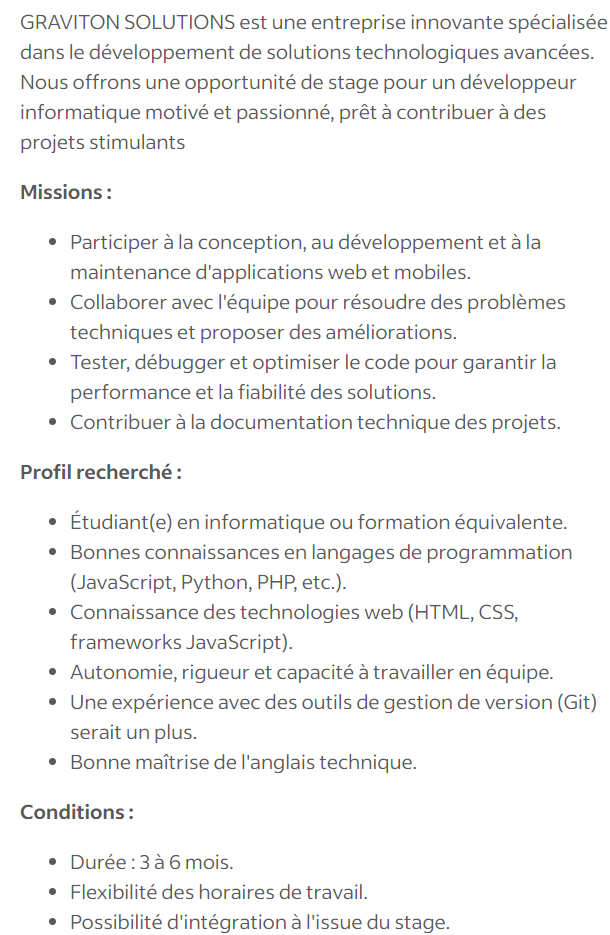 GRAVITON SOLUTIONS est une entreprise innovante spécialisée
dans le développement de solutions technologiques avancées.
Nous offrons une opportunité de stage pour un développeur
informatique motivé et passionné, prêt à contribuer à des
projets stimulants
Missions :
• Participer à la conception, au développement et à la
maintenance d'applications web et mobiles.
• Collaborer avec l'équipe pour résoudre des problèmes
techniques et proposer des améliorations.
• Tester, débugger et optimiser le code pour garantir la
performance et la fiabilité des solutions.
• Contribuer à la documentation technique des projets.
Profil recherché :
• Étudiant(e) en informatique ou formation équivalente.
• Bonnes connaissances en langages de programmation
(JavaScript, Python, PHP, etc.).
• Connaissance des technologies web (HTML, CSS,
frameworks JavaScript).
• Autonomie, rigueur et capacité à travailler en équipe.
• Une expérience avec des outils de gestion de version (Git)
serait un plus.
• Bonne maîtrise de l'anglais technique.
Conditions :
• Durée : 3 à 6 mois.
• Flexibilité des horaires de travail.
• Possibilité d'intégration à l'issue du stage.